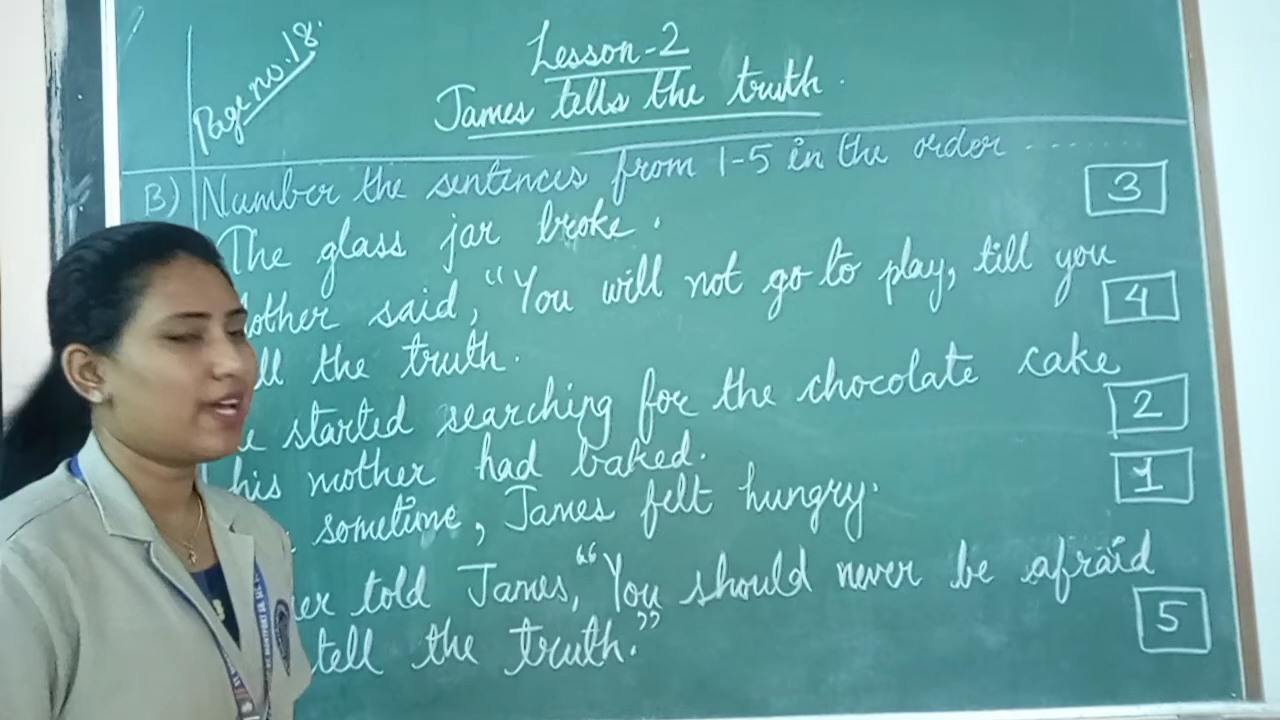 Page no. 18.
Lesson-2
James tells the truth.
B) Number the sentences from 1-5 in the order ........
The glass jar broke. 3
other said, "You will not go to play, till you
ll the truth. 4
e started searching for the chocolate cake
his mother had baked. 2
sometime, James felt hungry. 1
er told James, "You should never be afraid
tell the truth." 5